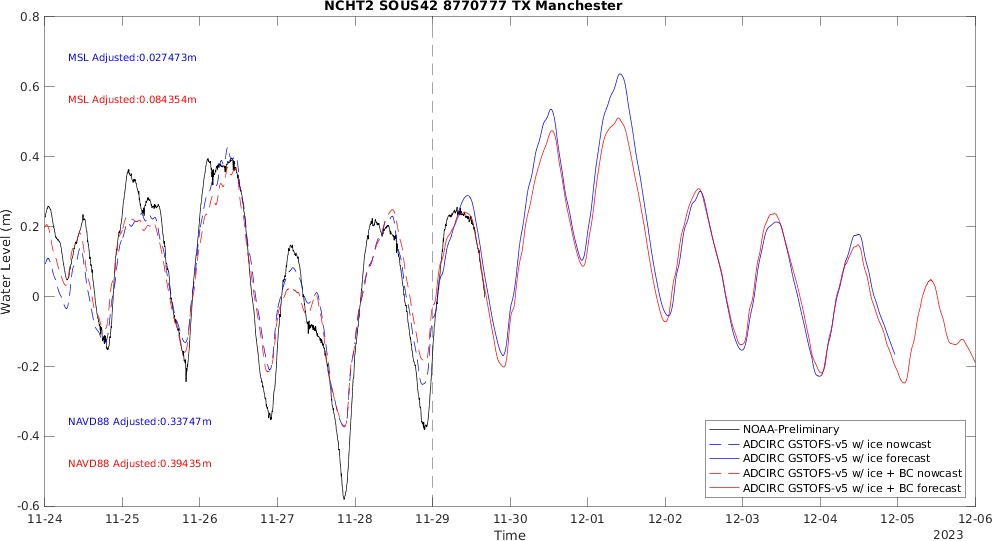 NCHT2 SOUS42 8770777 TX Manchester
0.8
0.6
0.4
0.2
0
-0.2
-0.4
-0.6
Water Level (m)
MSL Adjusted:0.027473m
MSL Adjusted:0.084354m
NAVD88 Adjusted:0.33747m
NAVD88 Adjusted:0.39435m
NOAA-Preliminary
ADCIRC GSTOFS-v5 w/ ice nowcast
ADCIRC GSTOFS-v5 w/ ice forecast
ADCIRC GSTOFS-v5 w/ ice + BC nowcast
ADCIRC GSTOFS-v5 w/ ice + BC forecast
11-24 11-25 11-26 11-27 11-28 11-29 11-30 12-01 12-02 12-03 12-04 12-05 12-06
Time
2023